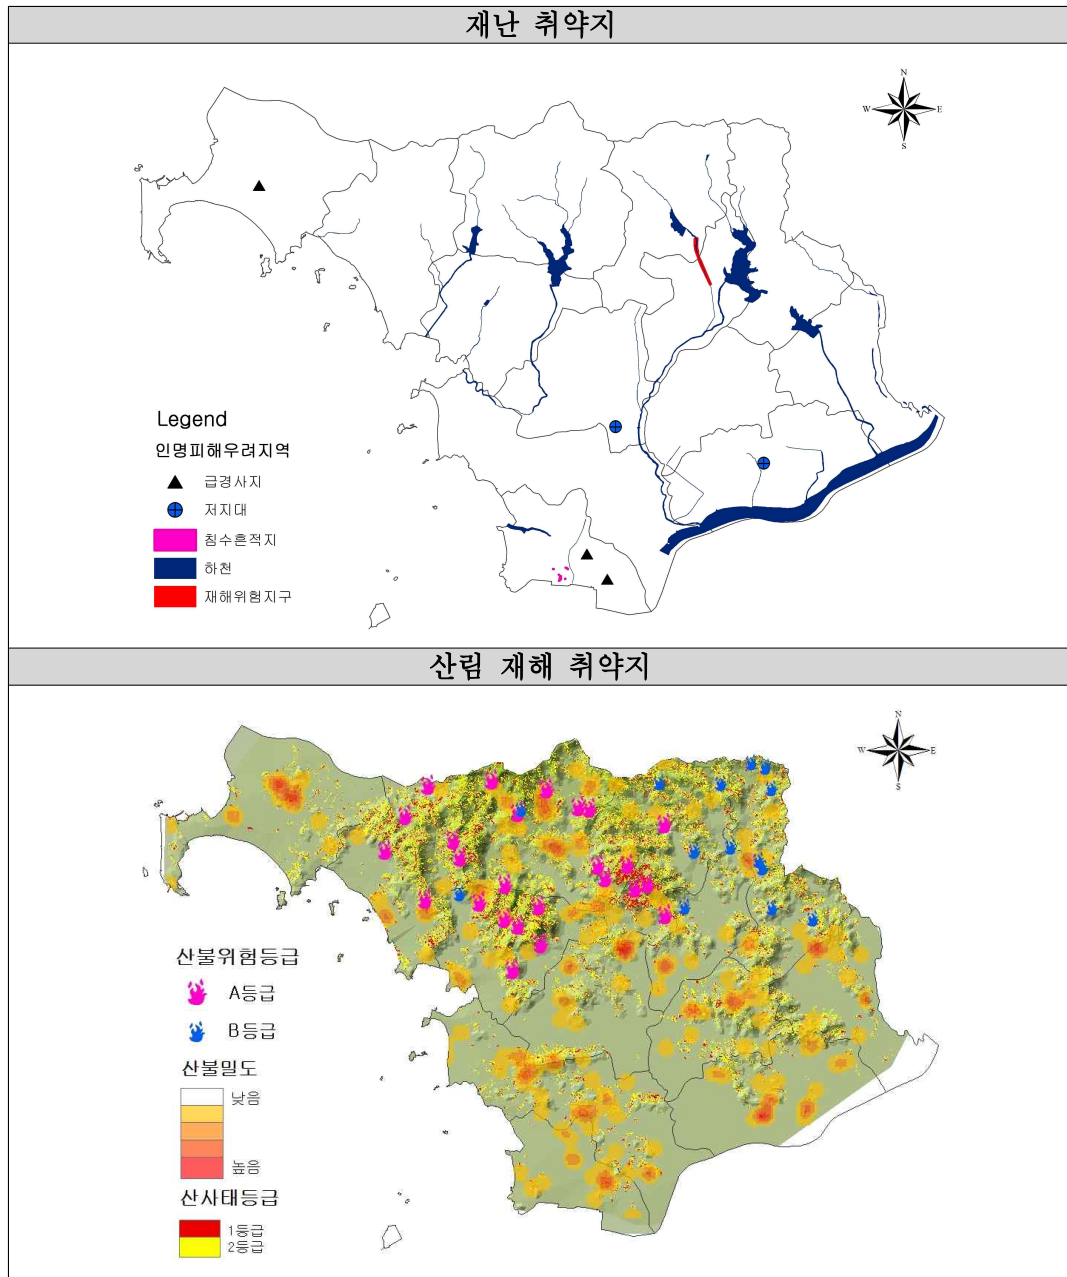 재난 취약지
N
W
E
S
Legend
인명피해우려지역
급경사지
저지대
침수흔적지
하천
재해위험지구
산림 재해 취약지
N
W
E
S
산불위험등급
A등급
B등급
산불밀도
낮음
높음
산사태등급
1등급
2등급